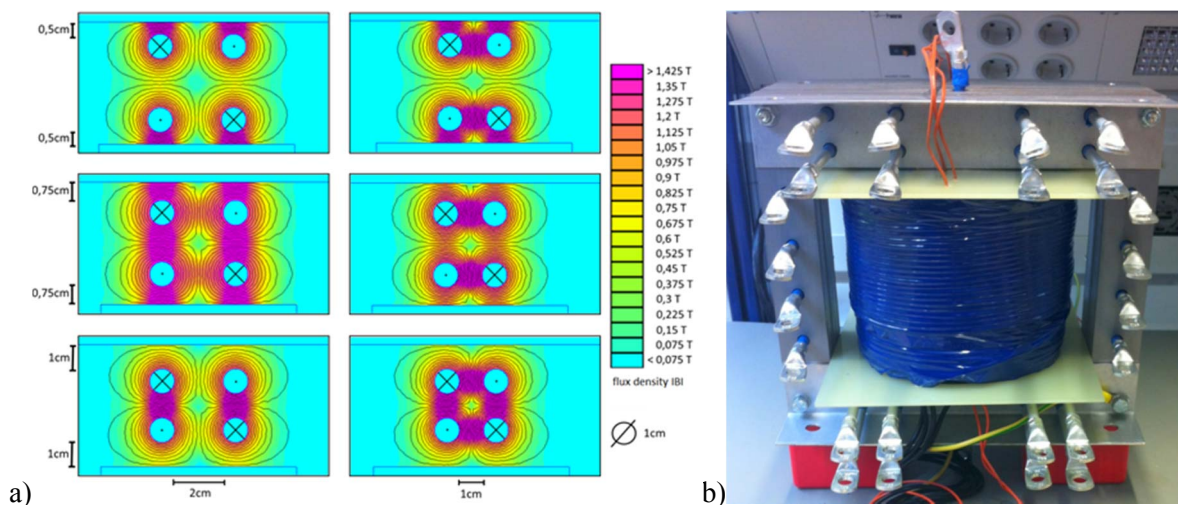 0,5cm
0,5cm
0,75cm
0,75cm
1cm
1cm
2cm
1cm
> 1,425 T
1,35 T
1,275 T
1,2 T
1,125 T
1,05 T
0,975 T
0,9 T
0,825 T
0,75 T
0,675 T
0,6 T
0,525 T
0,45 T
0,375 T
0,3 T
0,225 T
0,15 T
0,075 T
< 0,075 T
flux density IBI
1cm
a)
b)